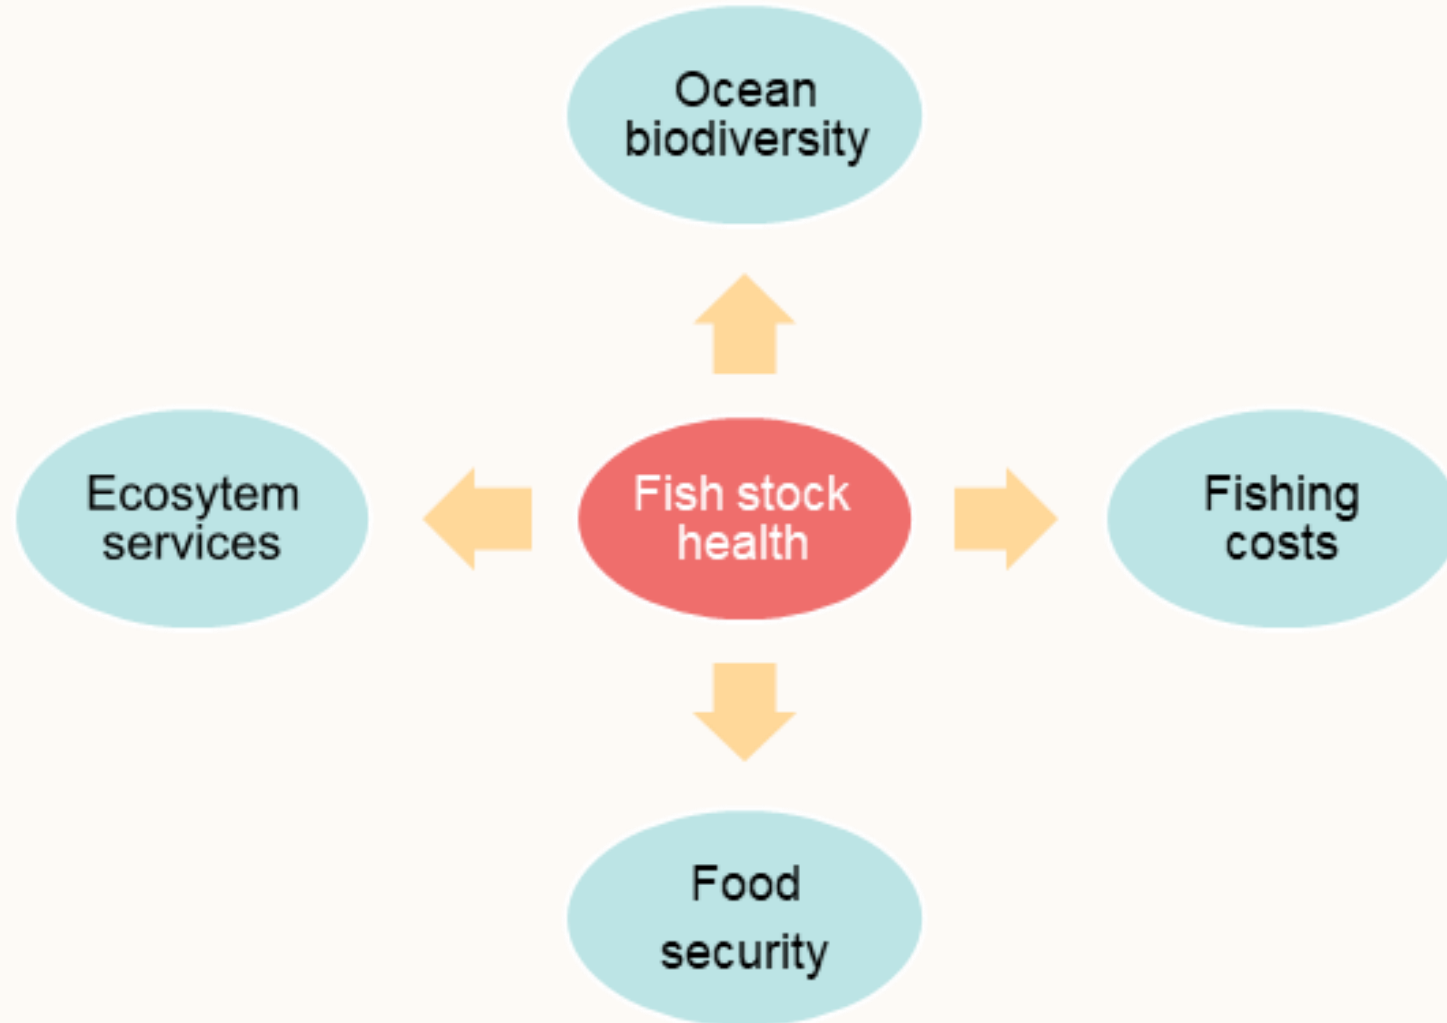 Ocean
biodiversity
Ecosytem
services
Fish stock
health
Fishing
costs
Food
security